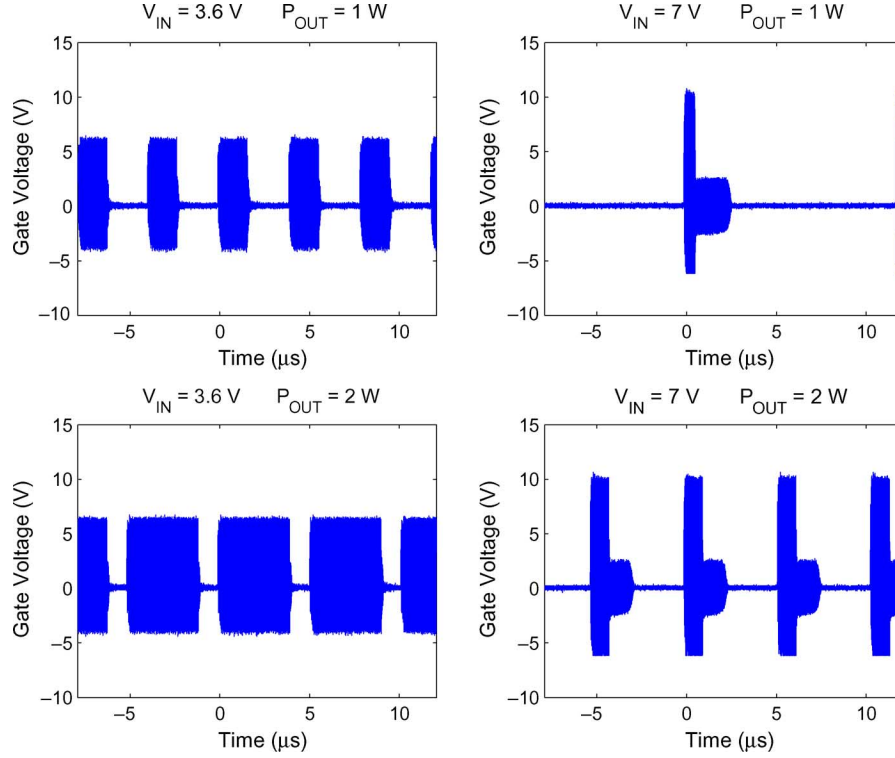 V_IN = 3.6 V P_OUT = 1 W
15
10
5
0
–5
–10
Gate Voltage (V)
–5 0 5 10
Time (μs)
V_IN = 7 V P_OUT = 1 W
15
10
5
0
–5
–10
Gate Voltage (V)
–5 0 5 10
Time (μs)
V_IN = 3.6 V P_OUT = 2 W
15
10
5
0
–5
–10
Gate Voltage (V)
–5 0 5 10
Time (μs)
V_IN = 7 V P_OUT = 2 W
15
10
5
0
–5
–10
Gate Voltage (V)
–5 0 5 10
Time (μs)